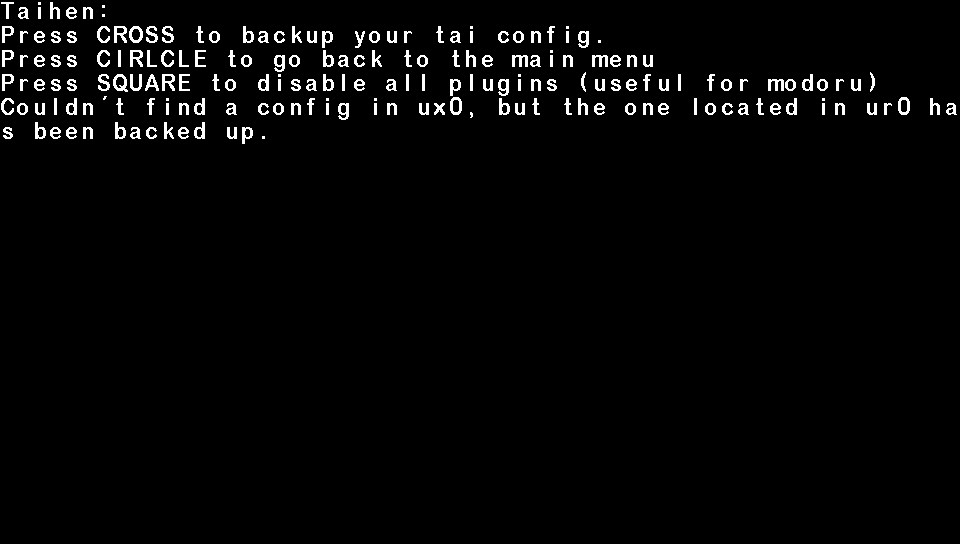 Taihen:
Press CROSS to backup your tai config.
Press CIRLCLE to go back to the main menu
Press SQUARE to disable all plugins (useful for modoru)
Couldn´t find a config in ux0, but the one located in ur0 ha
s been backed up.